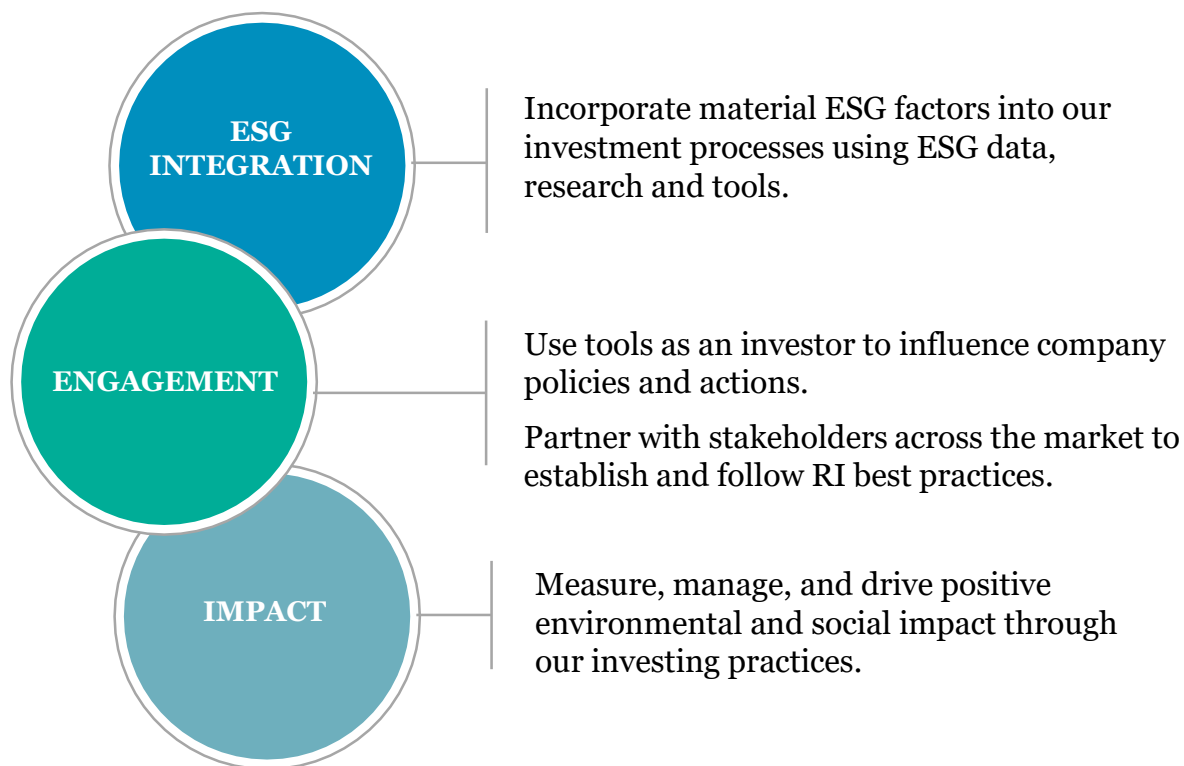 ESG
INTEGRATION
Incorporate material ESG factors into our
investment processes using ESG data,
research and tools.
ENGAGEMENT
Use tools as an investor to influence company
policies and actions.
Partner with stakeholders across the market to
establish and follow RI best practices.
IMPACT
Measure, manage, and drive positive
environmental and social impact through
our investing practices.